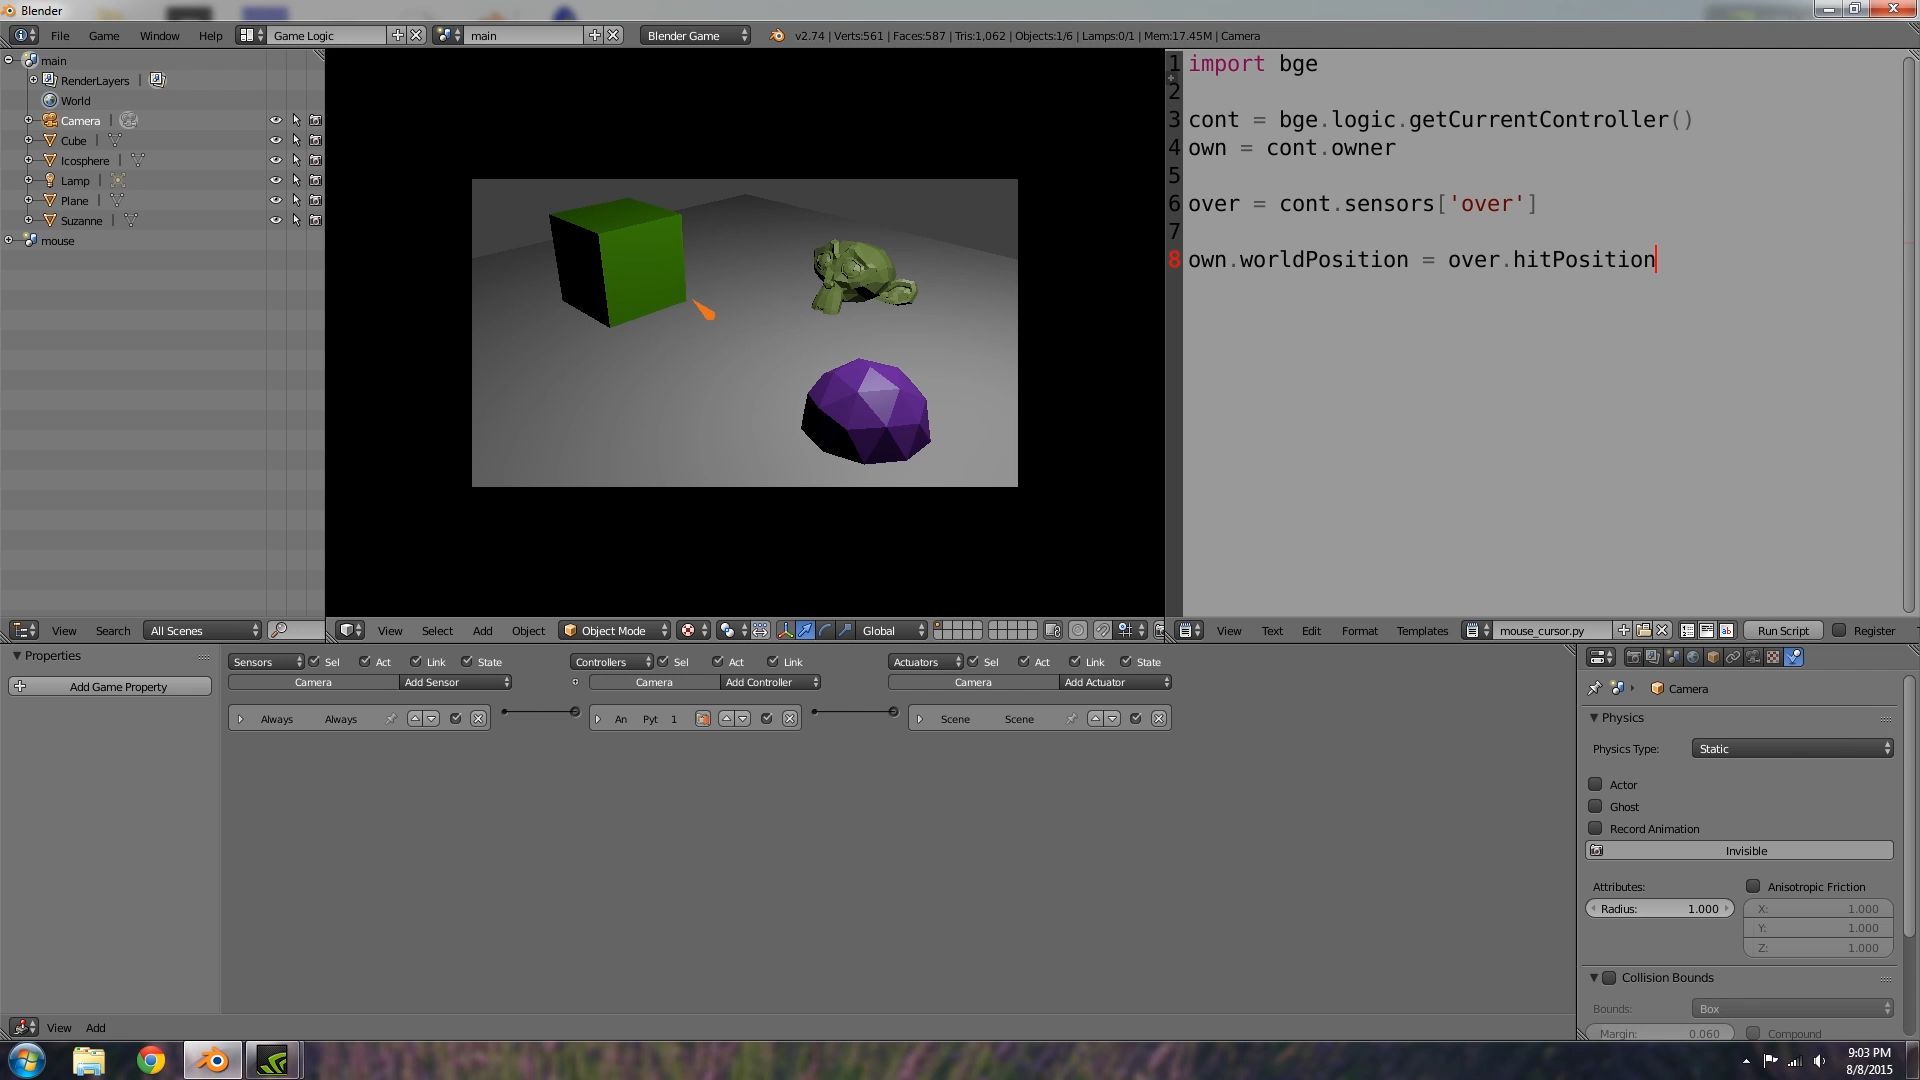 Blender
File Game Window Help Game Logic main Blender Game v2.74 | Verts:561 | Faces:587 | Tris:1,062 | Objects:1/6 | Lamps:0/1 | Mem:17.45M | Camera
main
RenderLayers
World
Camera
Cube
Icosphere
Lamp
Plane
Suzanne
mouse
1 import bge
2
3 cont = bge.logic.getCurrentController()
4 own = cont.owner
5
6 over = cont.sensors['over']
7
8 own.worldPosition = over.hitPosition
View Search All Scenes
View Select Add Object Object Mode Global
View Text Edit Format Templates mouse_cursor.py Run Script Register
Properties
Add Game Property
Sensors Sel Act Link State
Camera Add Sensor
Always Always
Controllers Sel Act Link
Camera Add Controller
An Pyt 1
Actuators Sel Act Link State
Camera Add Actuator
Scene Scene
Camera
Physics
Physics Type: Static
Actor
Ghost
Record Animation
Invisible
Attributes: Anisotropic Friction
Radius: 1.000 X: 1.000
Y: 1.000
Z: 1.000
Collision Bounds
Bounds: Box
Margin: 0.060 Compound
View Add
9:03 PM
8/8/2015